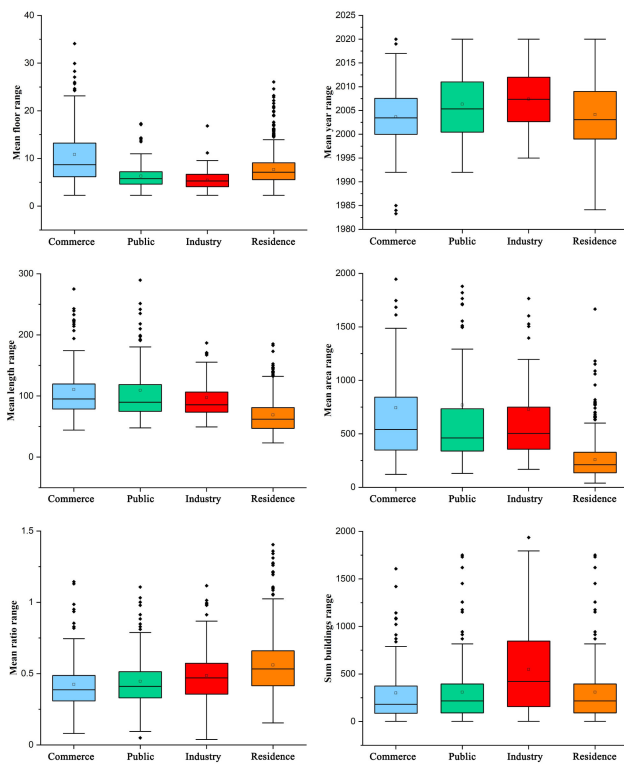 Mean floor range
40
30
20
10
0
Commerce Public Industry Residence
Mean year range
2025
2020
2015
2010
2005
2000
1995
1990
1985
1980
Commerce Public Industry Residence
Mean length range
300
200
100
0
Commerce Public Industry Residence
Mean area range
2000
1500
1000
500
0
Commerce Public Industry Residence
Mean ratio range
1.5
1
0.5
0
Commerce Public Industry Residence
Sum buildings range
2000
1500
1000
500
0
Commerce Public Industry Residence